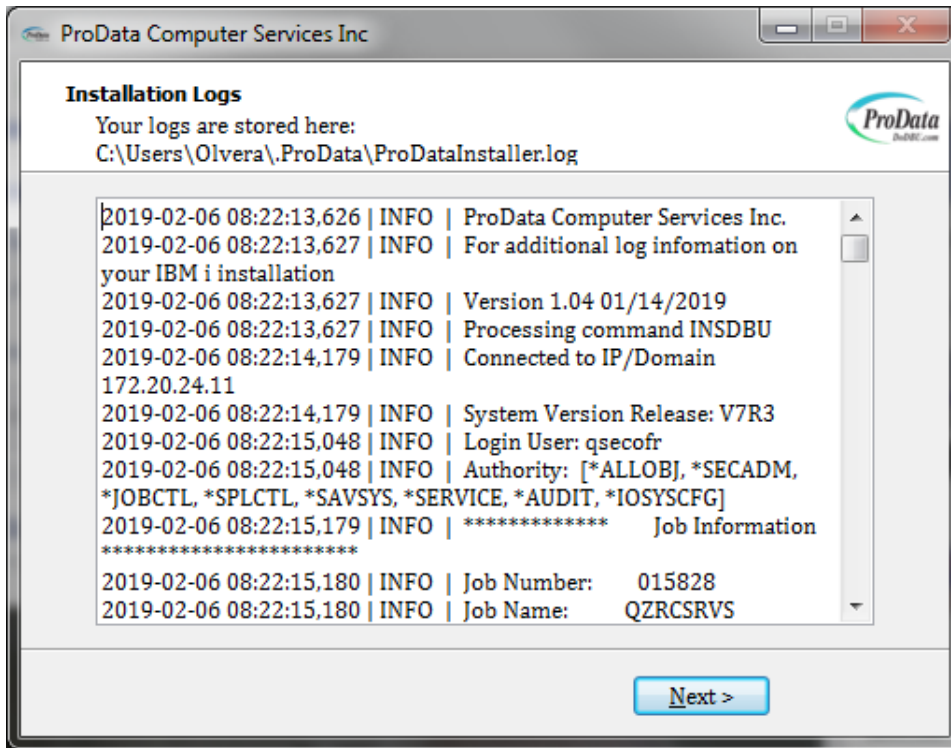 ProData
ProData Computer Services Inc
Installation Logs
Your logs are stored here:
C:\Users\Olvera\.ProData\ProDataInstaller.log
ProData
DoDBU.com
2019-02-06 08:22:13,626 | INFO | ProData Computer Services Inc.
2019-02-06 08:22:13,627 | INFO | For additional log infomation on
your IBM i installation
2019-02-06 08:22:13,627 | INFO | Version 1.04 01/14/2019
2019-02-06 08:22:13,627 | INFO | Processing command INSDBU
2019-02-06 08:22:14,179 | INFO | Connected to IP/Domain
172.20.24.11
2019-02-06 08:22:14,179 | INFO | System Version Release: V7R3
2019-02-06 08:22:15,048 | INFO | Login User: qsecofr
2019-02-06 08:22:15,048 | INFO | Authority: [*ALLOBJ, *SECADM,
*JOBCTL, *SPLCTL, *SAVSYS, *SERVICE, *AUDIT, *IOSYSCFG]
2019-02-06 08:22:15,179 | INFO | ************* Job Information
***********************
2019-02-06 08:22:15,180 | INFO | Job Number: 015828
2019-02-06 08:22:15,180 | INFO | Job Name: QZRCSRVS
Next >